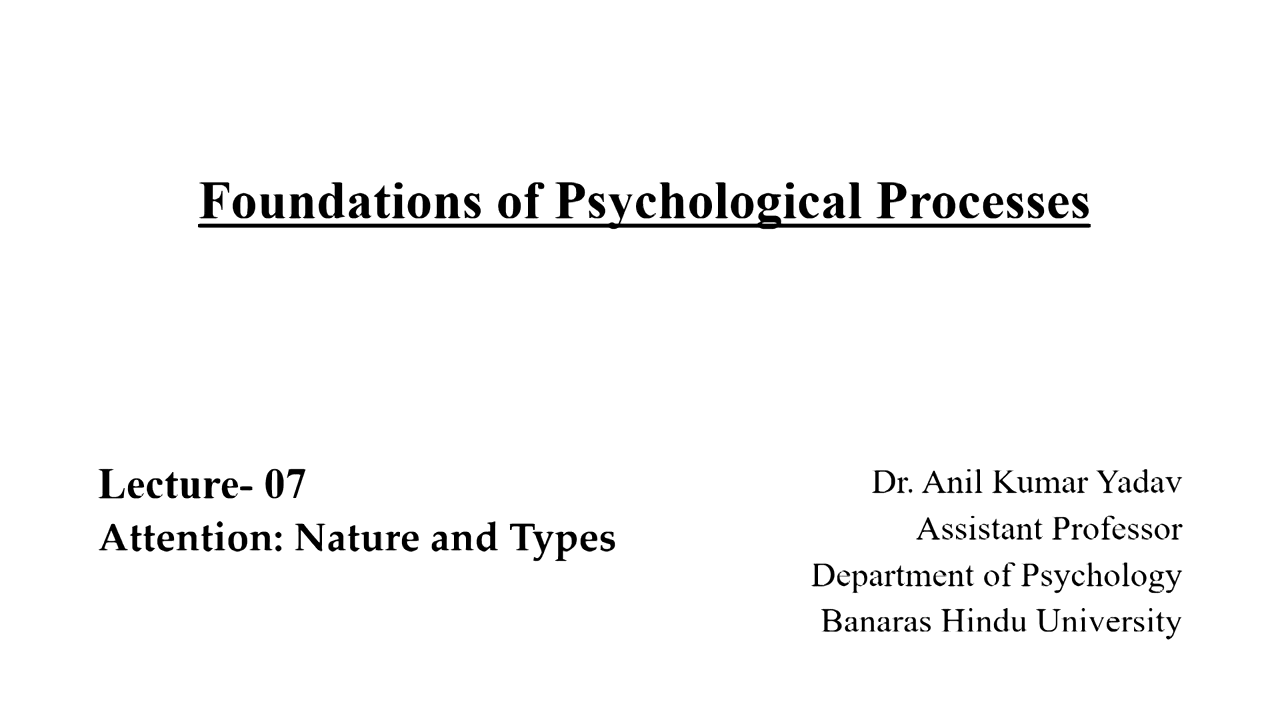 Foundations of Psychological Processes
Lecture- 07
Attention: Nature and Types
Dr. Anil Kumar Yadav
Assistant Professor
Department of Psychology
Banaras Hindu University